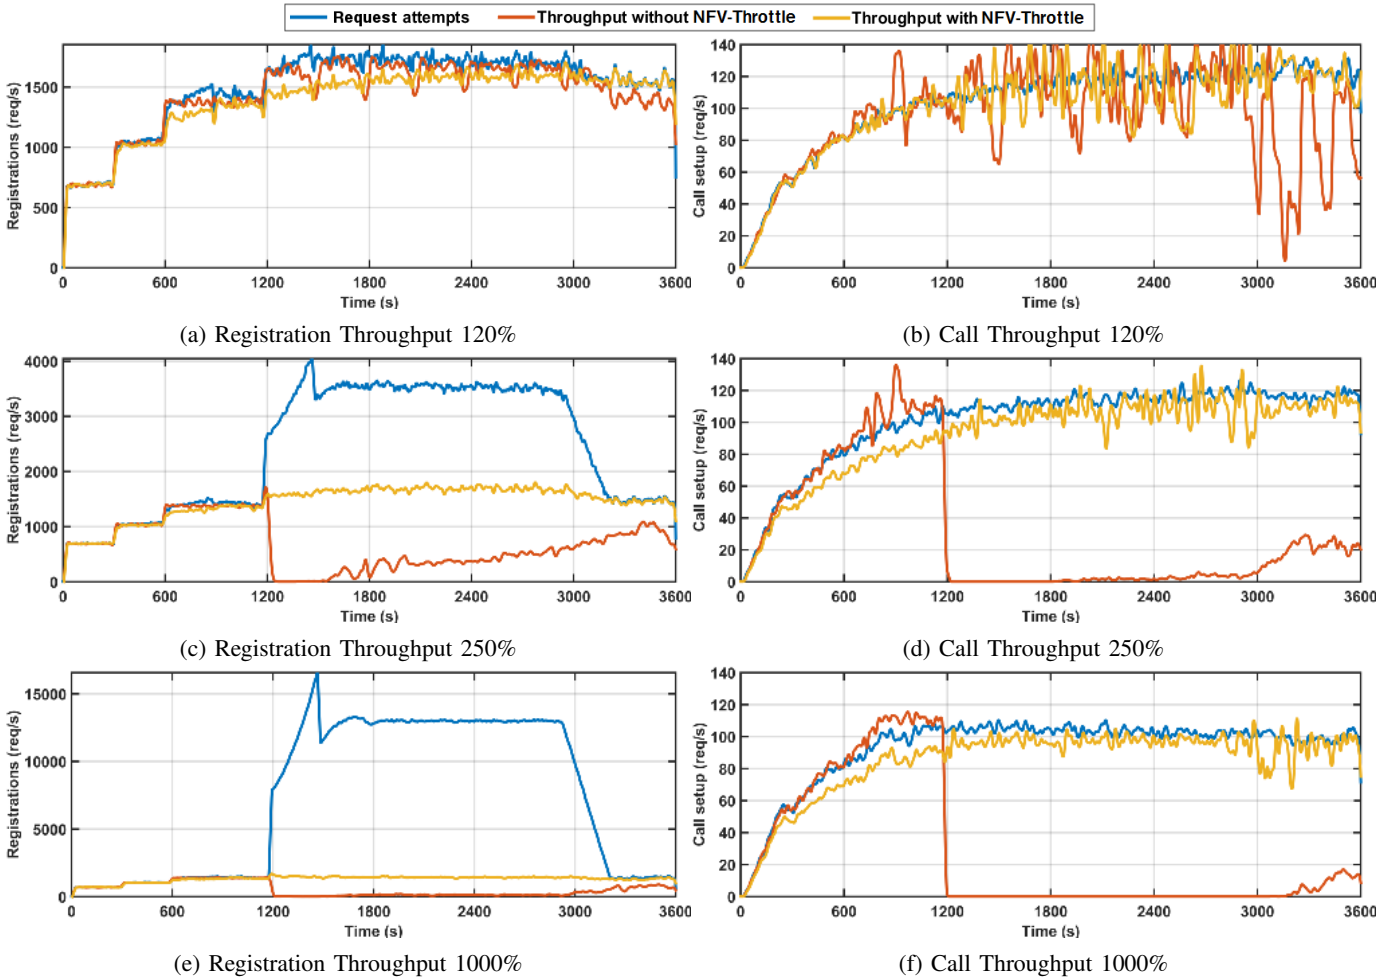 Request attempts Throughput without NFV-Throttle Throughput with NFV-Throttle
Registrations (req/s)
1500
1000
500
0
0 600 1200 1800 2400 3000 3600
Time (s)
(a) Registration Throughput 120%
Call setup (req/s)
140
120
100
80
60
40
20
0
0 600 1200 1800 2400 3000 3600
Time (s)
(b) Call Throughput 120%
Registrations (req/s)
4000
3000
2000
1000
0
0 600 1200 1800 2400 3000 3600
Time (s)
(c) Registration Throughput 250%
Call setup (req/s)
140
120
100
80
60
40
20
0
0 600 1200 1800 2400 3000 3600
Time (s)
(d) Call Throughput 250%
Registrations (req/s)
15000
10000
5000
0
0 600 1200 1800 2400 3000 3600
Time (s)
(e) Registration Throughput 1000%
Call setup (req/s)
140
120
100
80
60
40
20
0
0 600 1200 1800 2400 3000 3600
Time (s)
(f) Call Throughput 1000%